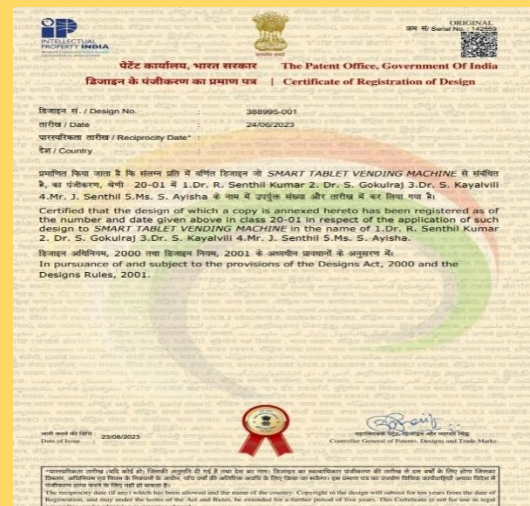 ORIGINAL
क्रम सं/ Serial No. : 142659
INTELLECTUAL
PROPERTY INDIA
पेटेंट कार्यालय, भारत सरकार | The Patent Office, Government Of India
डिजाइन के पंजीकरण का प्रमाण पत्र | Certificate of Registration of Design
डिजाइन सं. / Design No. : 388995-001
तारीख / Date : 24/06/2023
पारस्परिकता तारीख / Reciprocity Date* :
देश / Country :
प्रमाणित किया जाता है कि संलग्न प्रति में वर्णित डिजाइन जो SMART TABLET VENDING MACHINE से संबंधित
है, का पंजीकरण, श्रेणी 20-01 में 1.Dr. R. Senthil Kumar 2. Dr. S. Gokulraj 3.Dr. S. Kayalvili
4.Mr. J. Senthil 5.Ms. S. Ayisha के नाम में उपर्युक्त संख्या और तारीख में कर लिया गया है।
Certified that the design of which a copy is annexed hereto has been registered as of
the number and date given above in class 20-01 in respect of the application of such
design to SMART TABLET VENDING MACHINE in the name of 1.Dr. R. Senthil Kumar
2. Dr. S. Gokulraj 3.Dr. S. Kayalvili 4.Mr. J. Senthil 5.Ms. S. Ayisha.
डिजाइन अधिनियम, 2000 तथा डिजाइन नियम, 2001 के अध्यधीन प्रावधानों के अनुसरण में।
In pursuance of and subject to the provisions of the Designs Act, 2000 and the
Designs Rules, 2001.
जारी करने की तिथि : 23/08/2023
Date of Issue
महानियंत्रक पेटेंट, डिजाइन और व्यापार चिह्न
Controller General of Patents, Designs and Trade Marks
The reciprocity date (if any) which has been allowed and the name of the country. Copyright in the design will subsist for ten years from the date of
Registration, and may under the terms of the Act and Rules, be extended for a further period of five years. This Certificate is not for use in legal